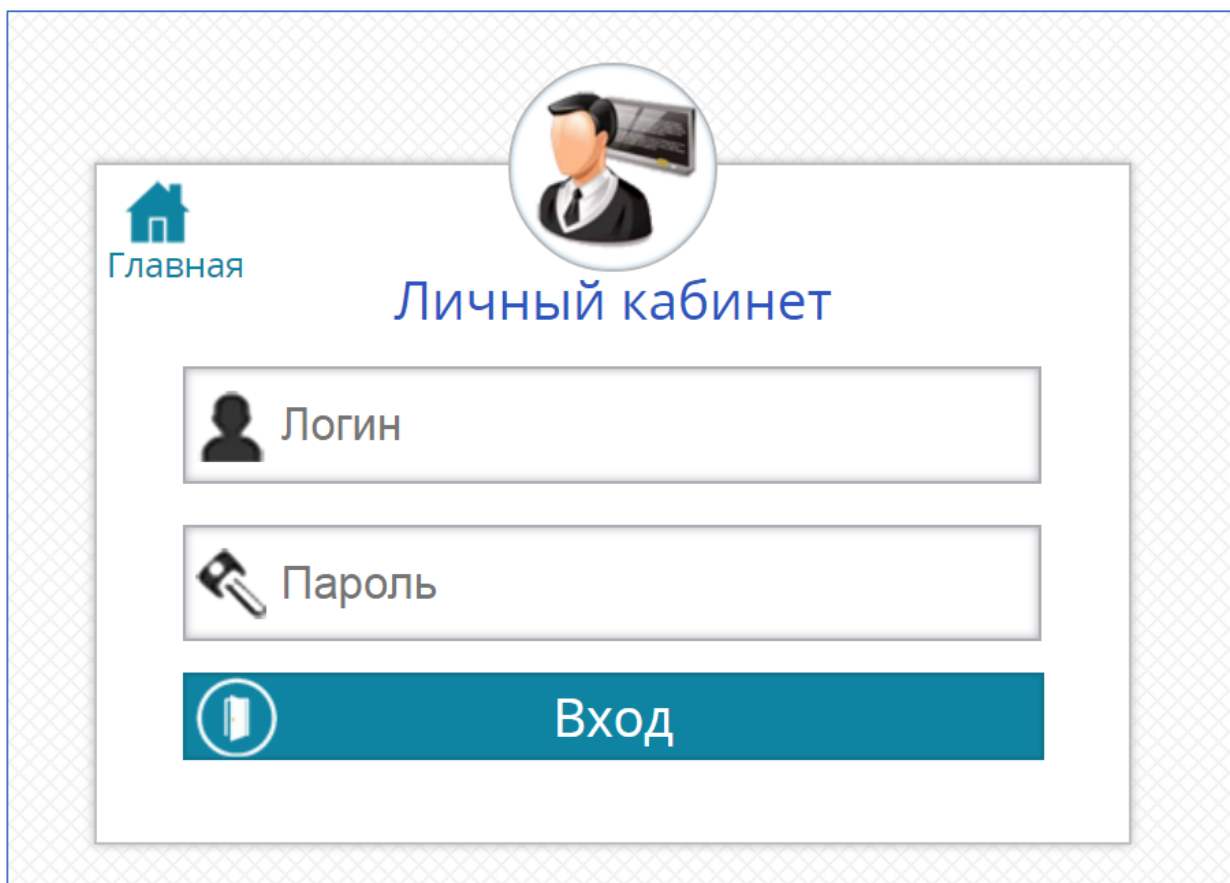 Главная
Личный кабинет
Логин
Пароль
Вход